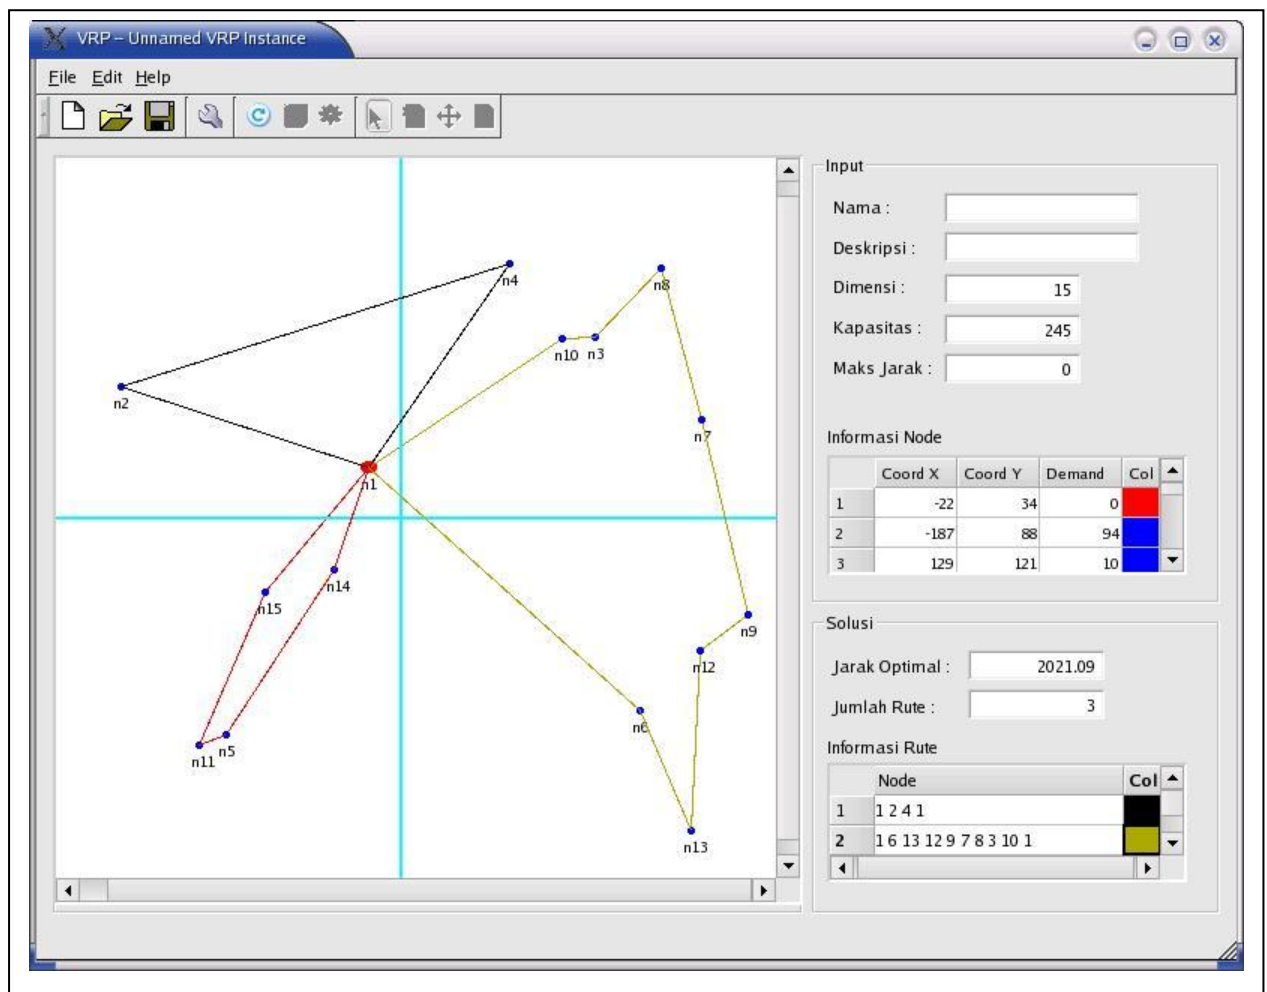 VRP – Unnamed VRP Instance
File Edit Help
n4
n8
n10 n3
n2
n7
n1
n14
n15
n9
n12
n6
n5
n11
n13
Input
Nama :
Deskripsi :
Dimensi : 15
Kapasitas : 245
Maks Jarak : 0
Informasi Node
Coord X Coord Y Demand Col
1 -22 34 0
2 -187 88 94
3 129 121 10
Solusi
Jarak Optimal : 2021.09
Jumlah Rute : 3
Informasi Rute
Node Col
1 1 2 4 1
2 1 6 13 12 9 7 8 3 10 1